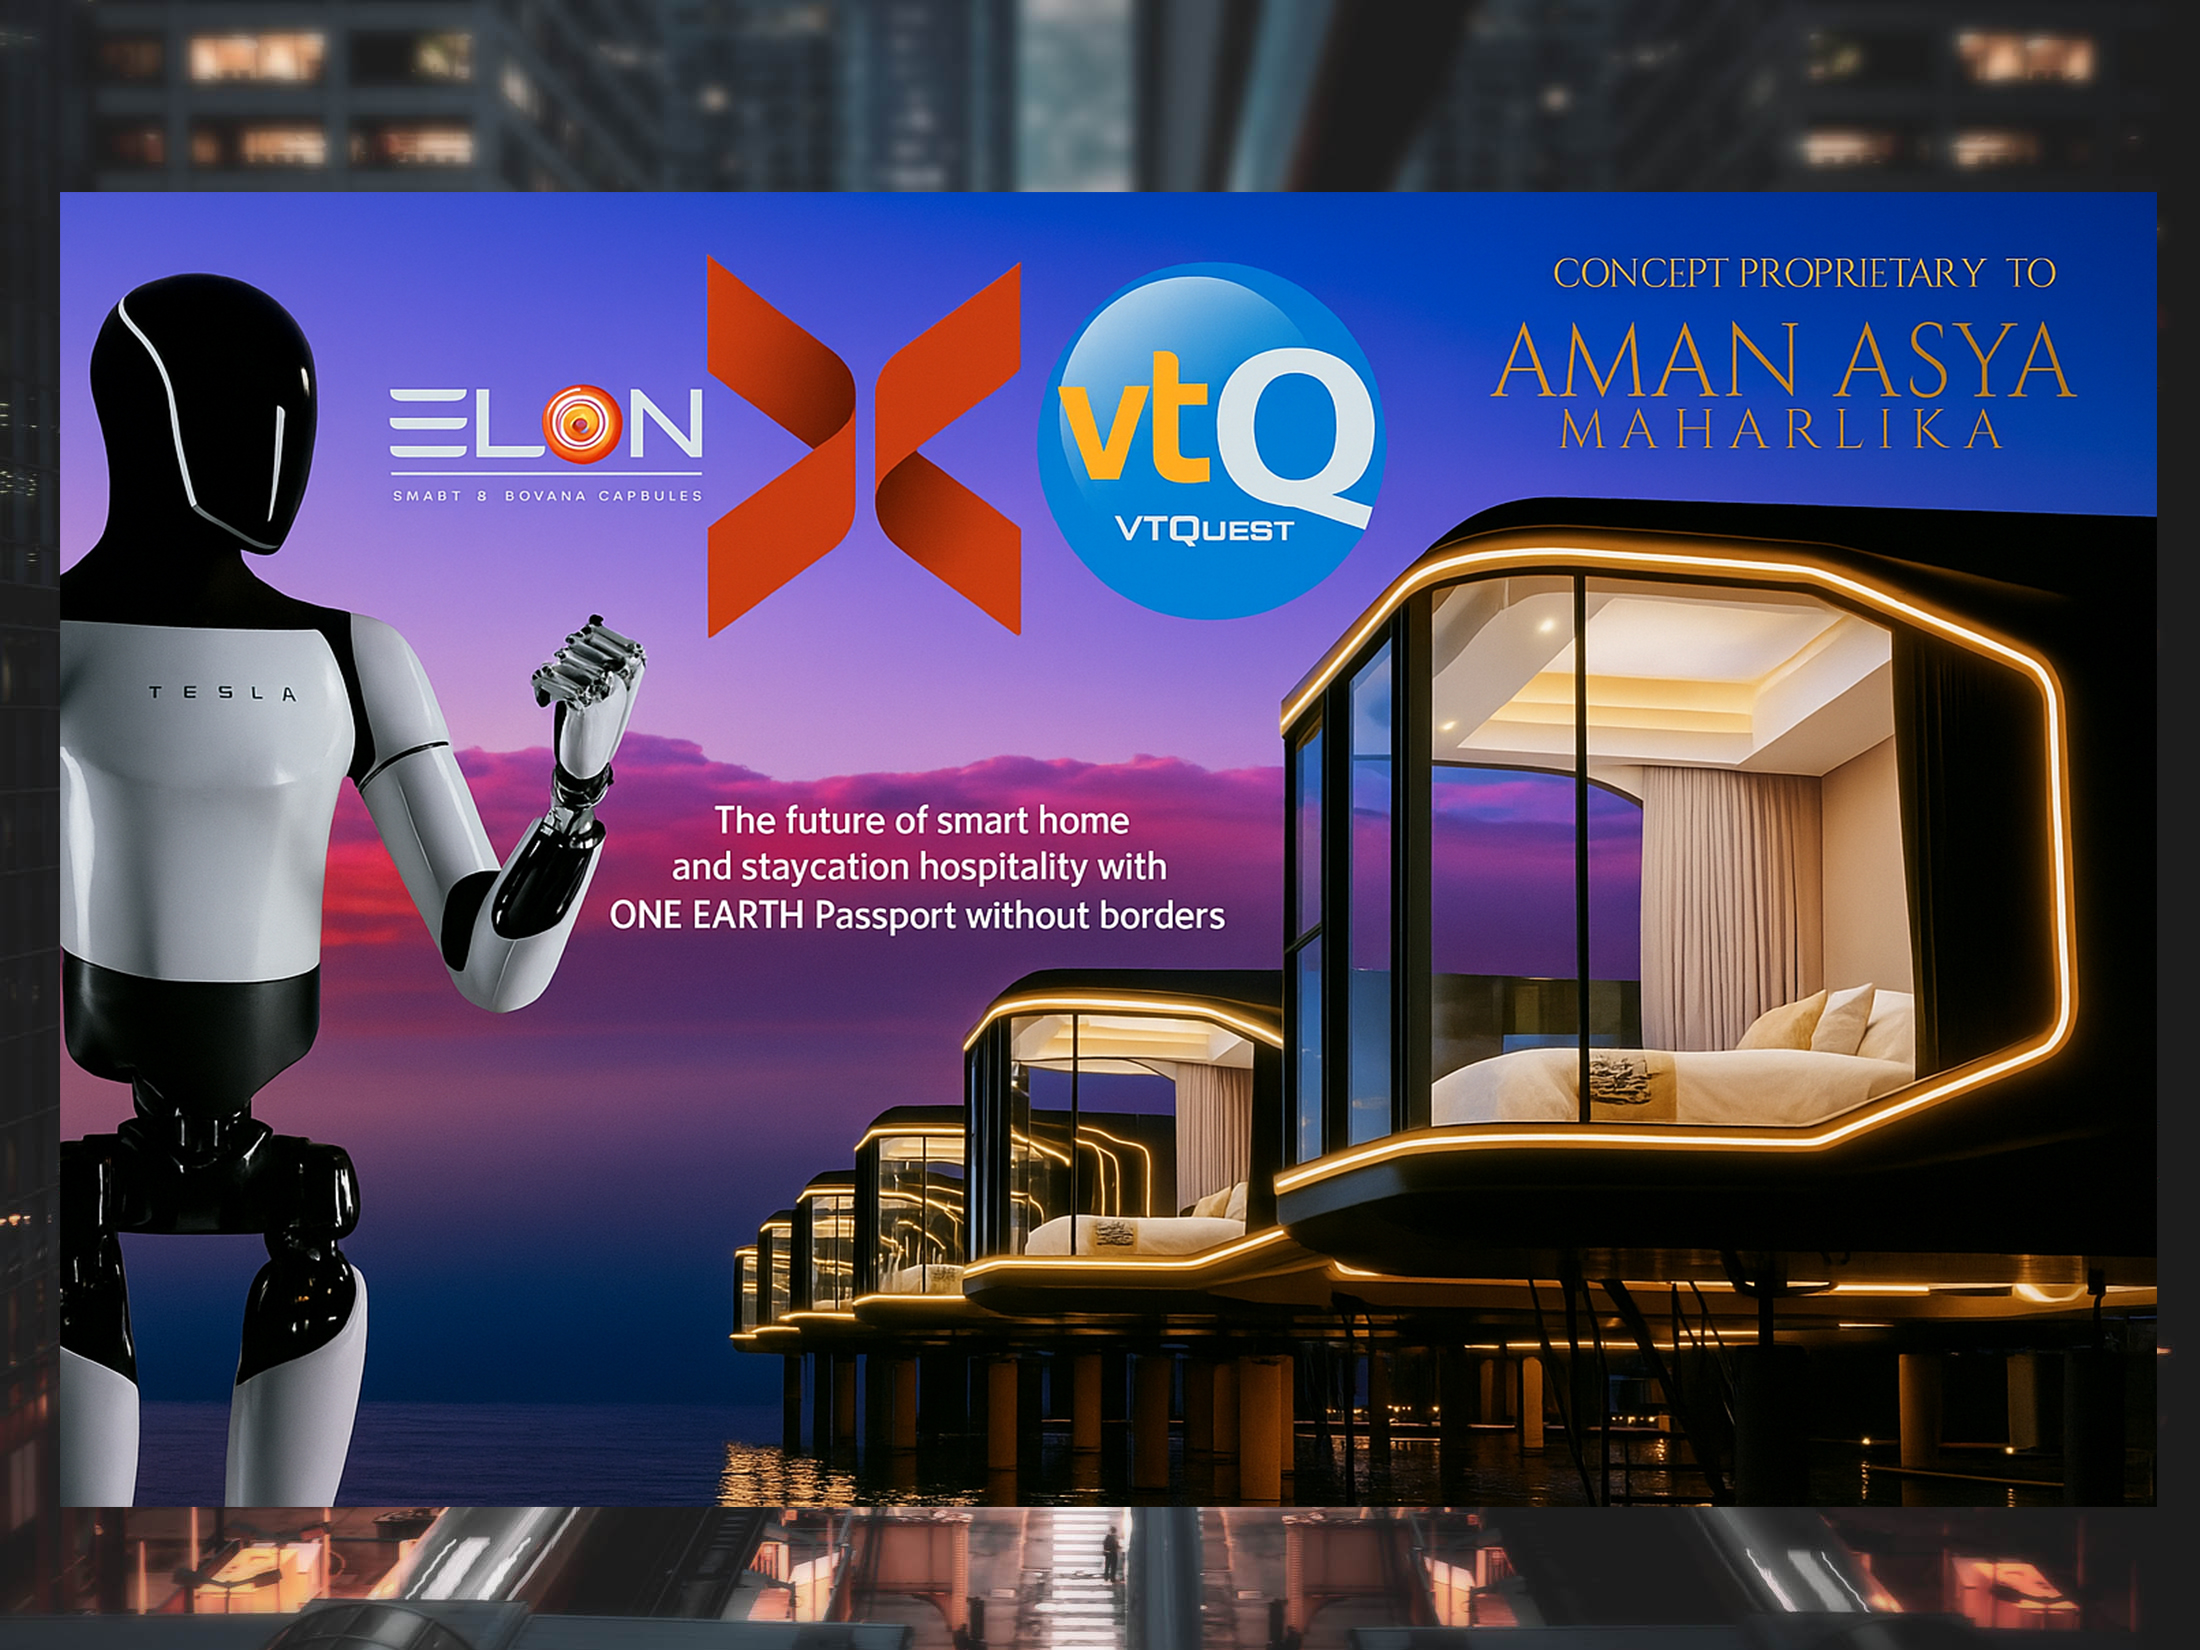 CONCEPT PROPRIETARY TO
AMAN ASYA
MAHARLIKA
ELON
SMABT 8 BOVANA CAPBULES
vtQ
VTQUEST
TESLA
The future of smart home
and staycation hospitality with
ONE EARTH Passport without borders